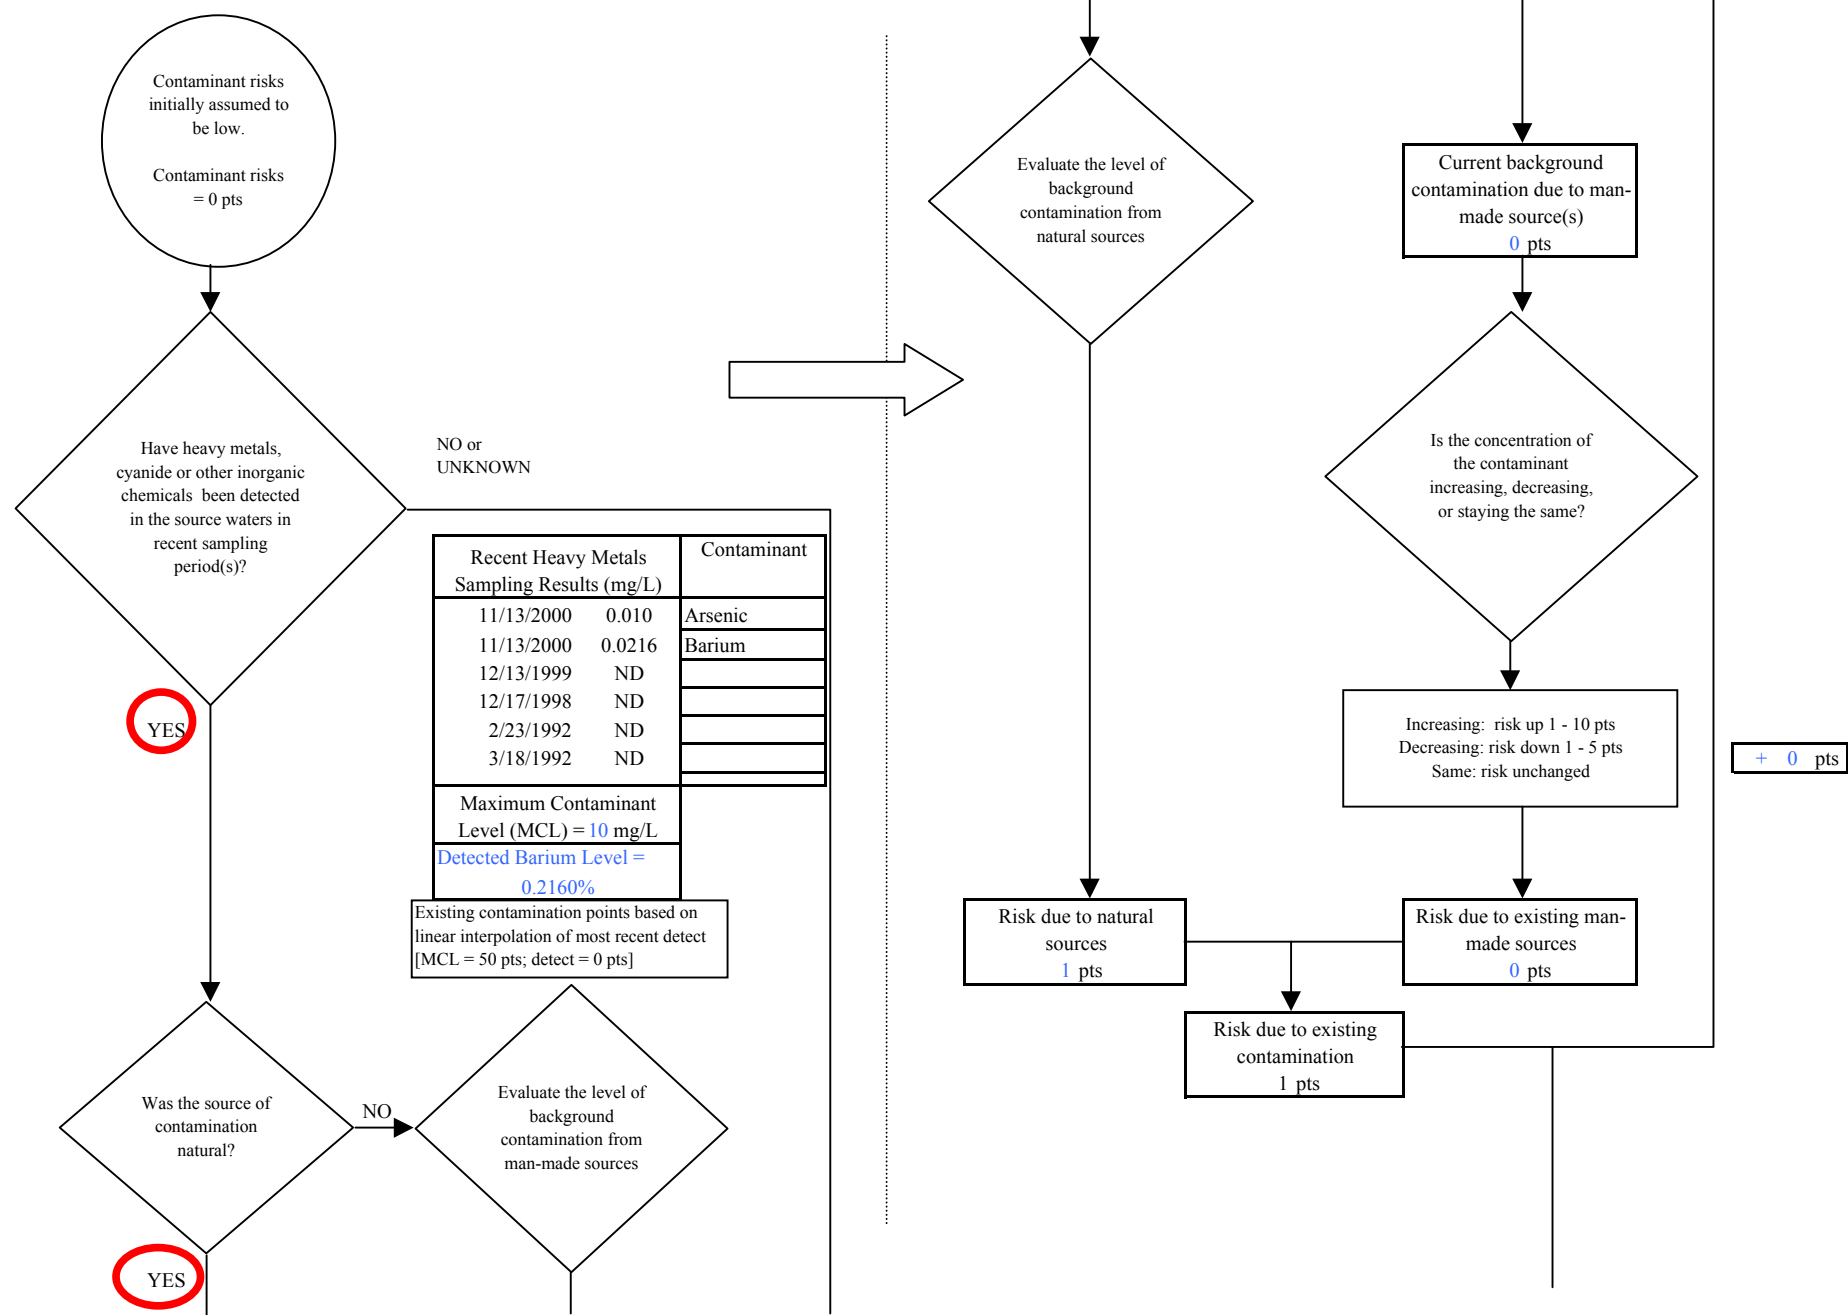 Contaminant risks
initially assumed to
be low.
Contaminant risks
= 0 pts
Have heavy metals,
cyanide or other inorganic
chemicals been detected
in the source waters in
recent sampling
period(s)?
NO or
UNKNOWN
YES
Recent Heavy Metals
Sampling Results (mg/L)
Contaminant
11/13/2000 0.010 Arsenic
11/13/2000 0.0216 Barium
12/13/1999 ND
12/17/1998 ND
2/23/1992 ND
3/18/1992 ND
Maximum Contaminant
Level (MCL) = 10 mg/L
Detected Barium Level =
0.2160%
Existing contamination points based on
linear interpolation of most recent detect
[MCL = 50 pts; detect = 0 pts]
Was the source of
contamination
natural?
NO
YES
Evaluate the level of
background
contamination from
man-made sources
Evaluate the level of
background
contamination from
natural sources
Current background
contamination due to man-
made source(s)
0 pts
Is the concentration of
the contaminant
increasing, decreasing,
or staying the same?
Increasing: risk up 1 - 10 pts
Decreasing: risk down 1 - 5 pts
Same: risk unchanged
+ 0 pts
Risk due to natural
sources
1 pts
Risk due to existing man-
made sources
0 pts
Risk due to existing
contamination
1 pts